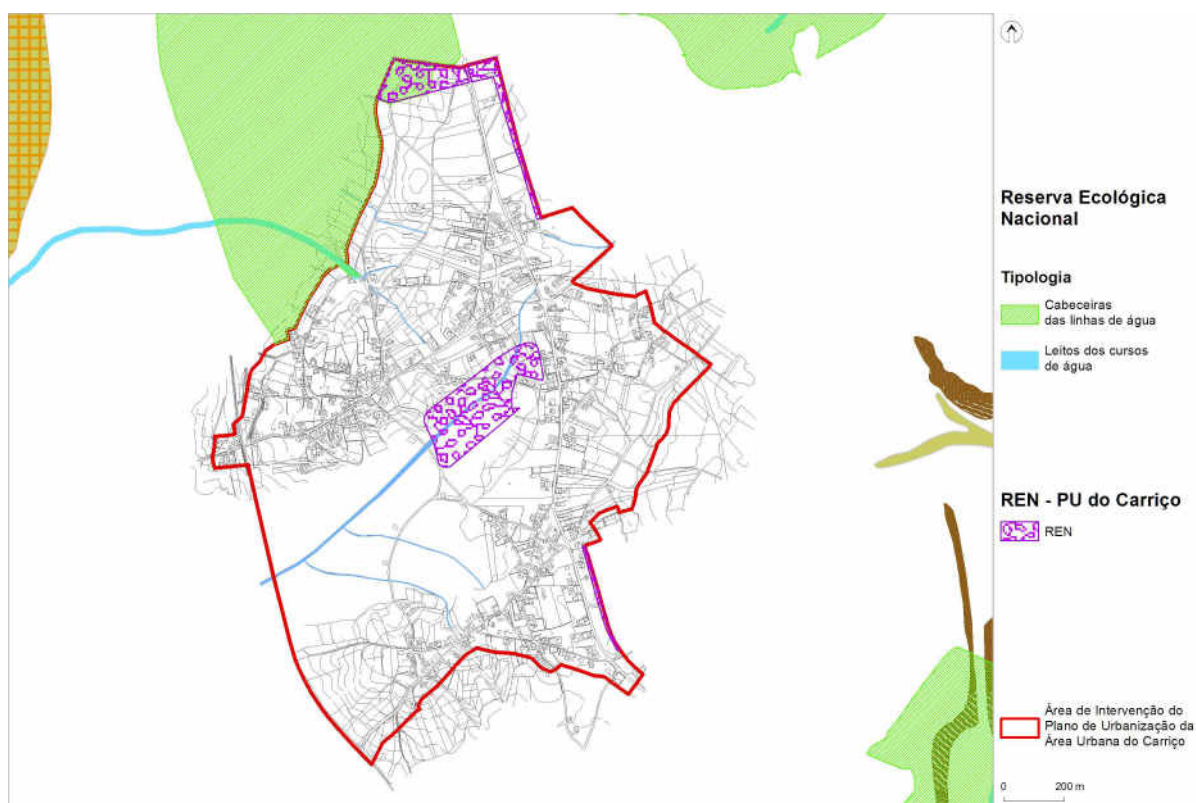 Reserva Ecológica
Nacional
Tipologia
Cabeceiras
das linhas de água
Leitos dos cursos
de água
REN - PU do Carriço
REN
Área de Intervenção do
Plano de Urbanização da
Área Urbana do Carriço
0 200 m